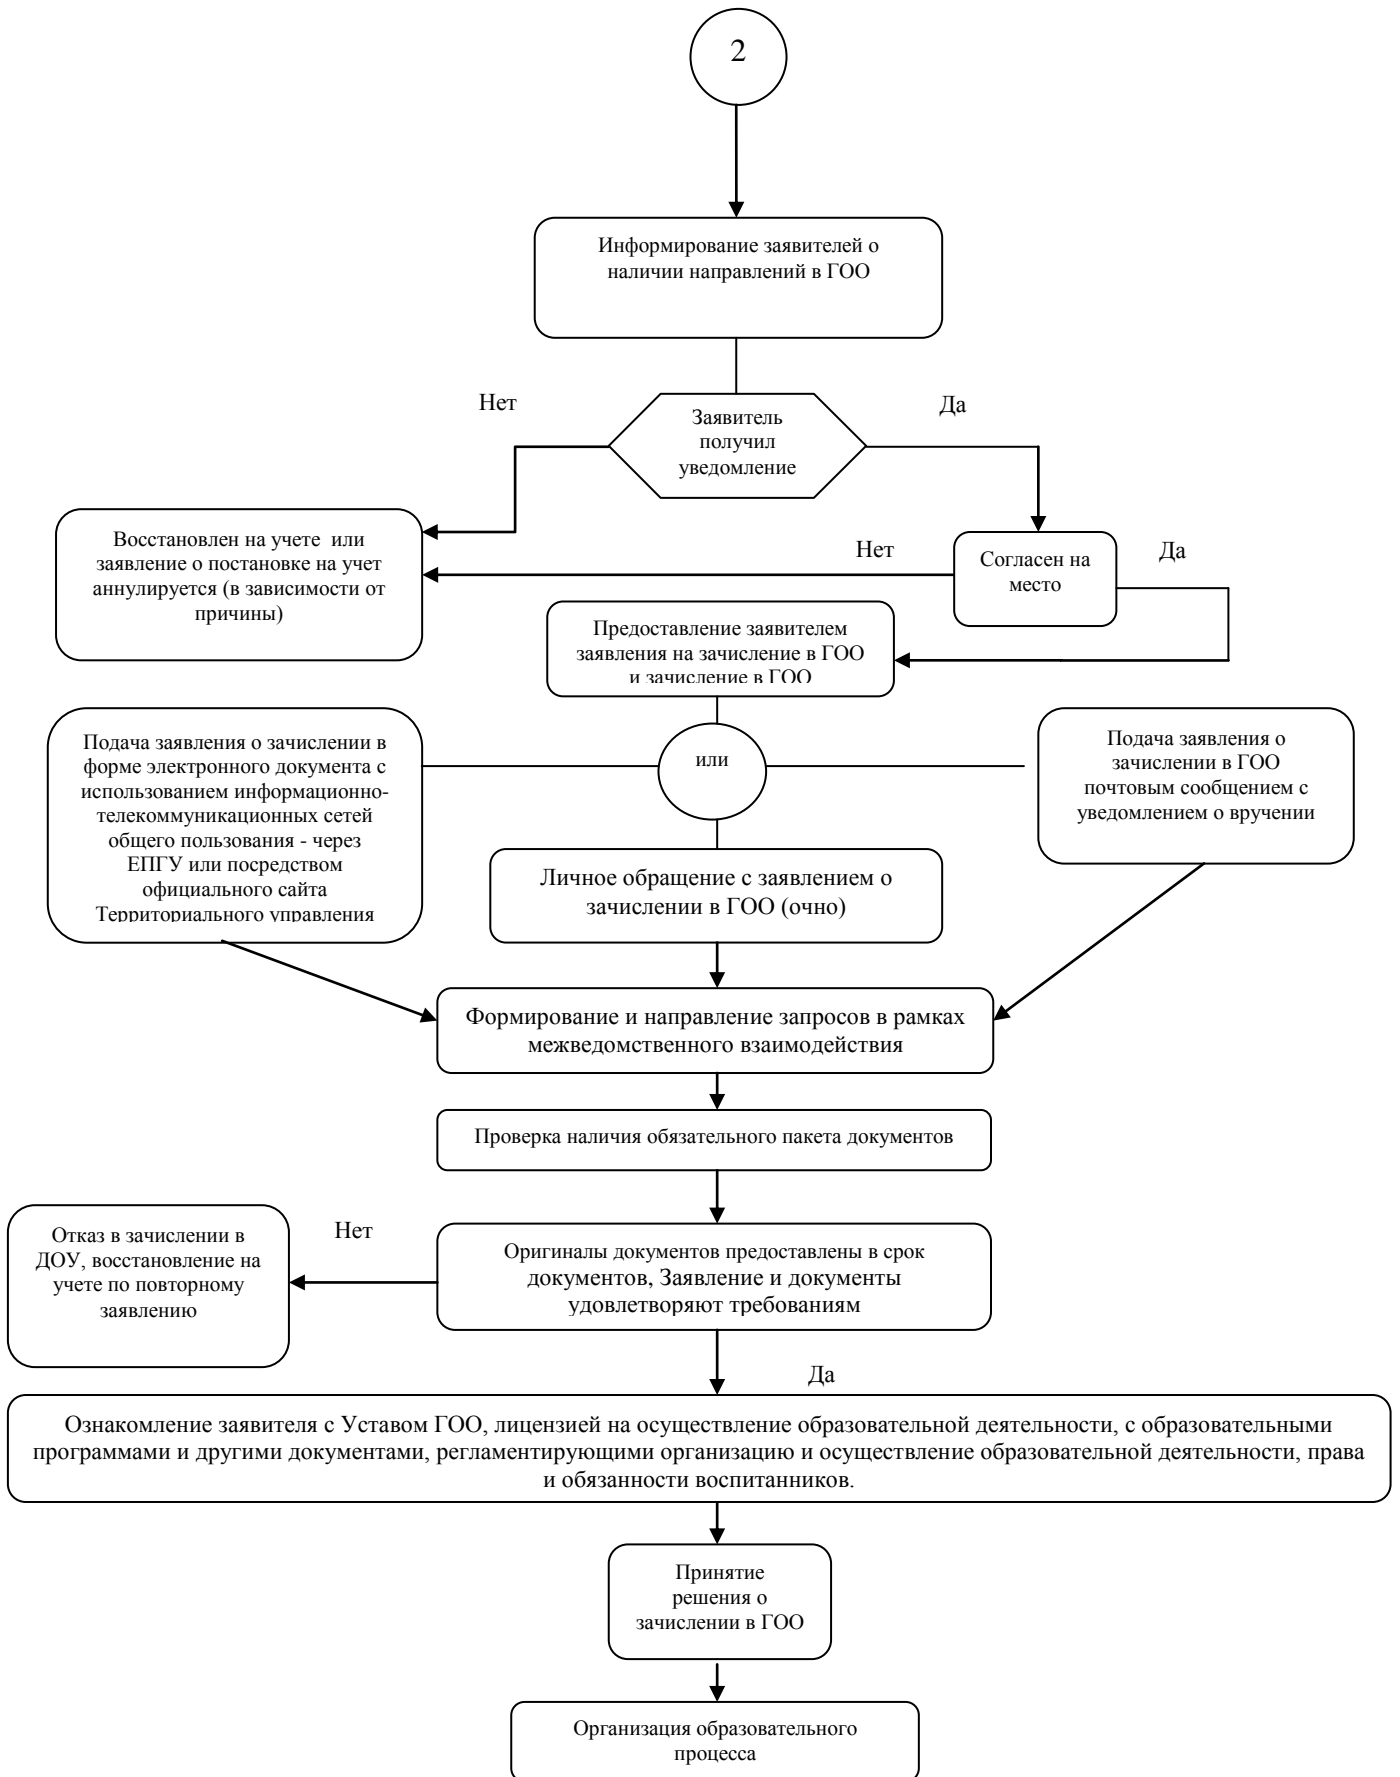 2
Информирование заявителей о
наличии направлений в ГОО
Нет
Да
Заявитель
получил
уведомление
Восстановлен на учете или
заявление о постановке на учет
аннулируется (в зависимости от
причины)
Нет
Согласен на
место
Да
Предоставление заявителем
заявления на зачисление в ГОО
и зачисление в ГОО
Подача заявления о зачислении в
форме электронного документа с
использованием информационно-
телекоммуникационных сетей
общего пользования - через
ЕПГУ или посредством
официального сайта
Территориального управления
или
Подача заявления о
зачислении в ГОО
почтовым сообщением с
уведомлением о вручении
Личное обращение с заявлением о
зачислении в ГОО (очно)
Формирование и направление запросов в рамках
межведомственного взаимодействия
Проверка наличия обязательного пакета документов
Отказ в зачислении в
ДОУ, восстановление на
учете по повторному
заявлению
Нет
Оригиналы документов предоставлены в срок
документов, Заявление и документы
удовлетворяют требованиям
Да
Ознакомление заявителя с Уставом ГОО, лицензией на осуществление образовательной деятельности, с образовательными
программами и другими документами, регламентирующими организацию и осуществление образовательной деятельности, права
и обязанности воспитанников.
Принятие
решения о
зачислении в ГОО
Организация образовательного
процесса